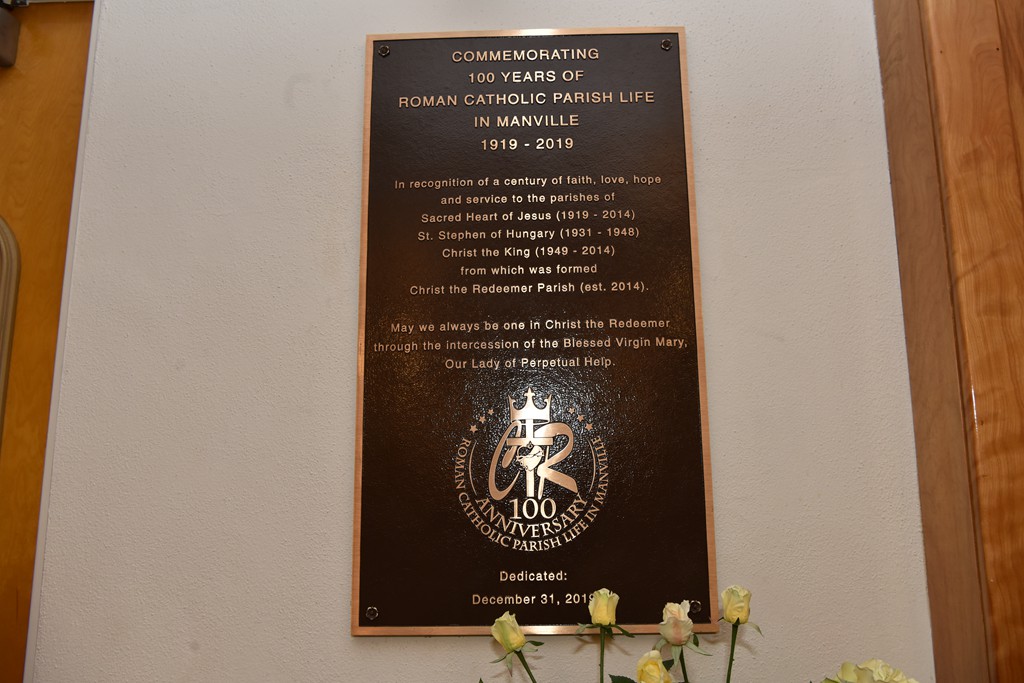 COMMEMORATING
100 YEARS OF
ROMAN CATHOLIC PARISH LIFE
IN MANVILLE
1919 - 2019
In recognition of a century of faith, love, hope
and service to the parishes of
Sacred Heart of Jesus (1919 - 2014)
St. Stephen of Hungary (1931 - 1948)
Christ the King (1949 - 2014)
from which was formed
Christ the Redeemer Parish (est. 2014).
May we always be one in Christ the Redeemer
through the intercession of the Blessed Virgin Mary,
Our Lady of Perpetual Help.
CR
100
ANNIVERSARY
ROMAN CATHOLIC PARISH LIFE IN MANVILLE
Dedicated:
December 31, 2019